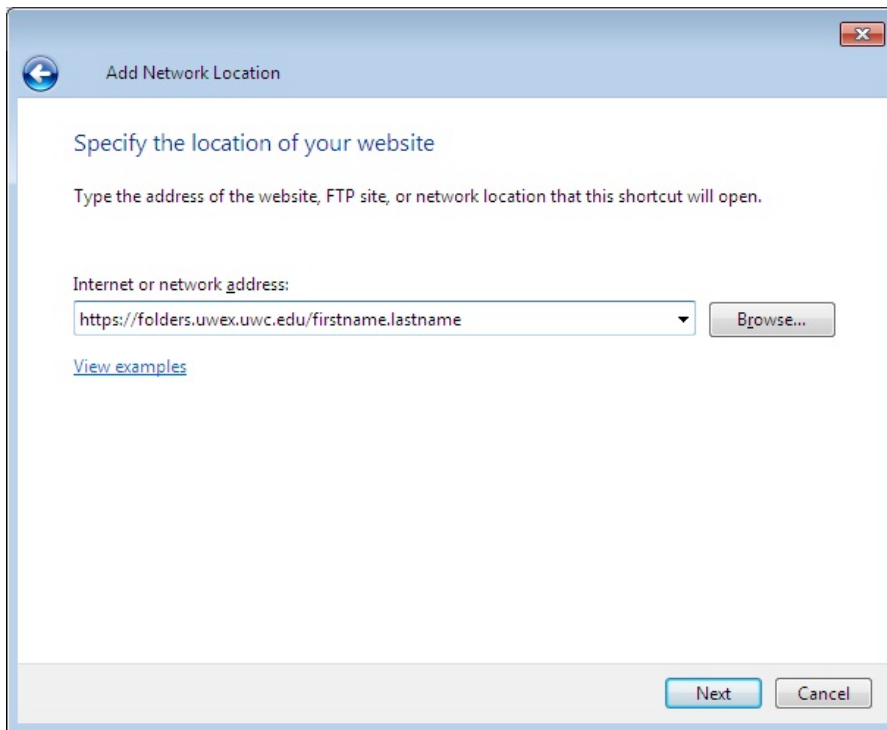 Add Network Location
Specify the location of your website
Type the address of the website, FTP site, or network location that this shortcut will open.
Internet or network address:
https://folders.uwex.uwc.edu/firstname.lastname
Browse...
View examples
Next
Cancel